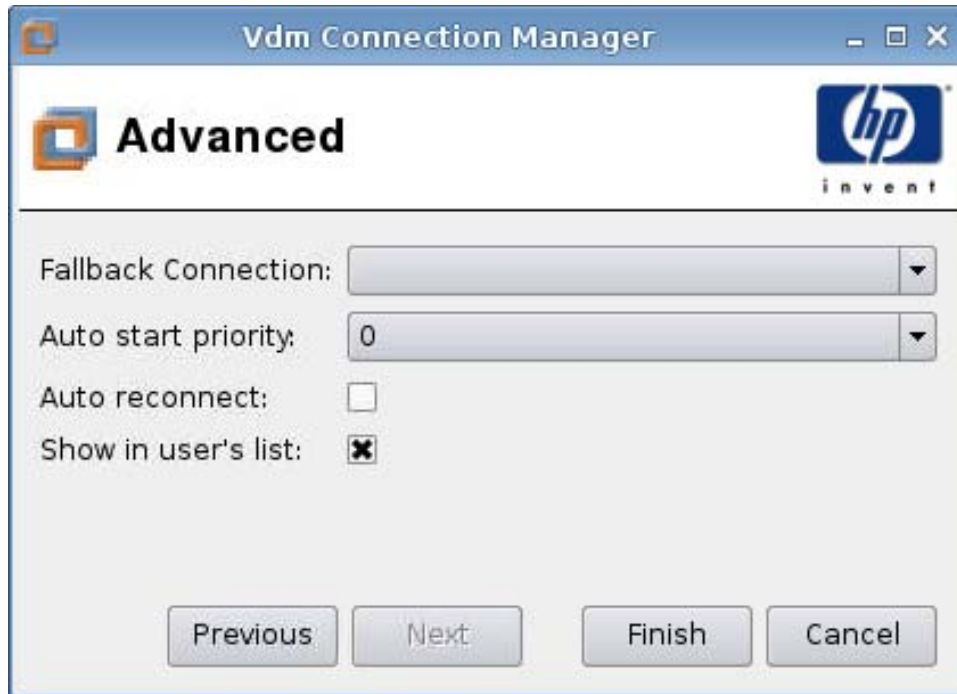 Vdm Connection Manager
Advanced
hp
invent
Fallback Connection:
Auto start priority: 0
Auto reconnect:
Show in user's list:
Previous Next Finish Cancel